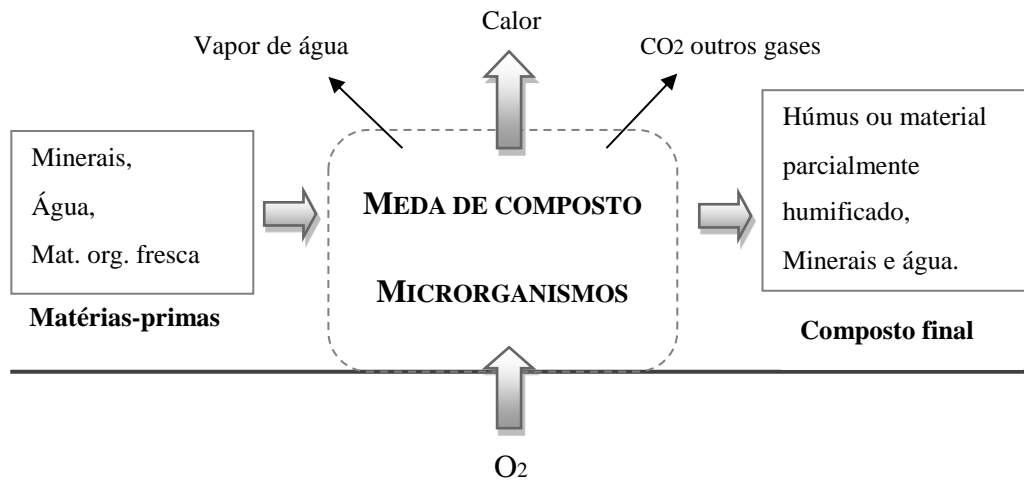 Calor
Vapor de água
CO2 outros gases
Minerais,
Água,
Mat. org. fresca
Matérias-primas
MEDA DE COMPOSTO
MICRORGANISMOS
Húmus ou material
parcialmente
humificado,
Minerais e água.
Composto final
O2